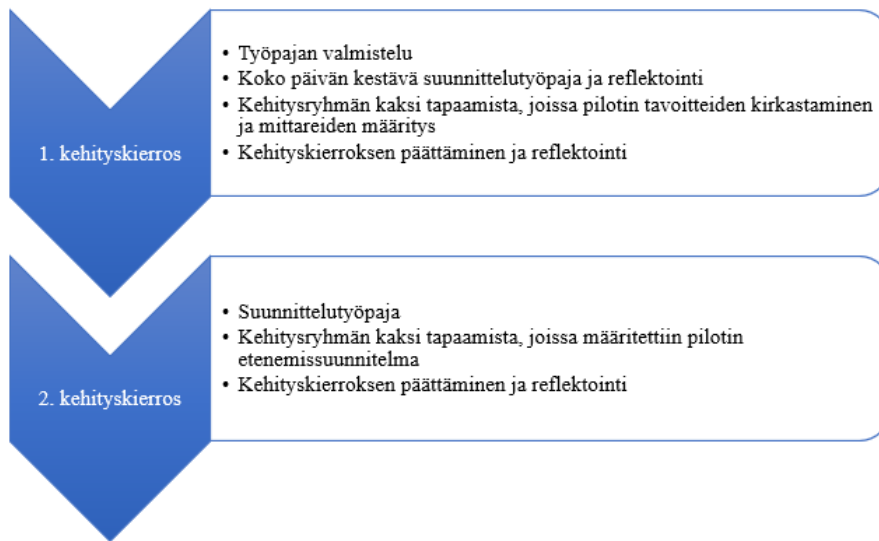 1. kehityskierros
• Työpajan valmistelu
• Koko päivän kestävä suunnittelutyöpaja ja reflektointi
• Kehitysryhmän kaksi tapaamista, joissa pilotin tavoitteiden kirkastaminen
ja mittareiden määritys
• Kehityskierroksen päättäminen ja reflektointi
2. kehityskierros
• Suunnittelutyöpaja
• Kehitysryhmän kaksi tapaamista, joissa määritettiin pilotin
etenemissuunnitelma
• Kehityskierroksen päättäminen ja reflektointi